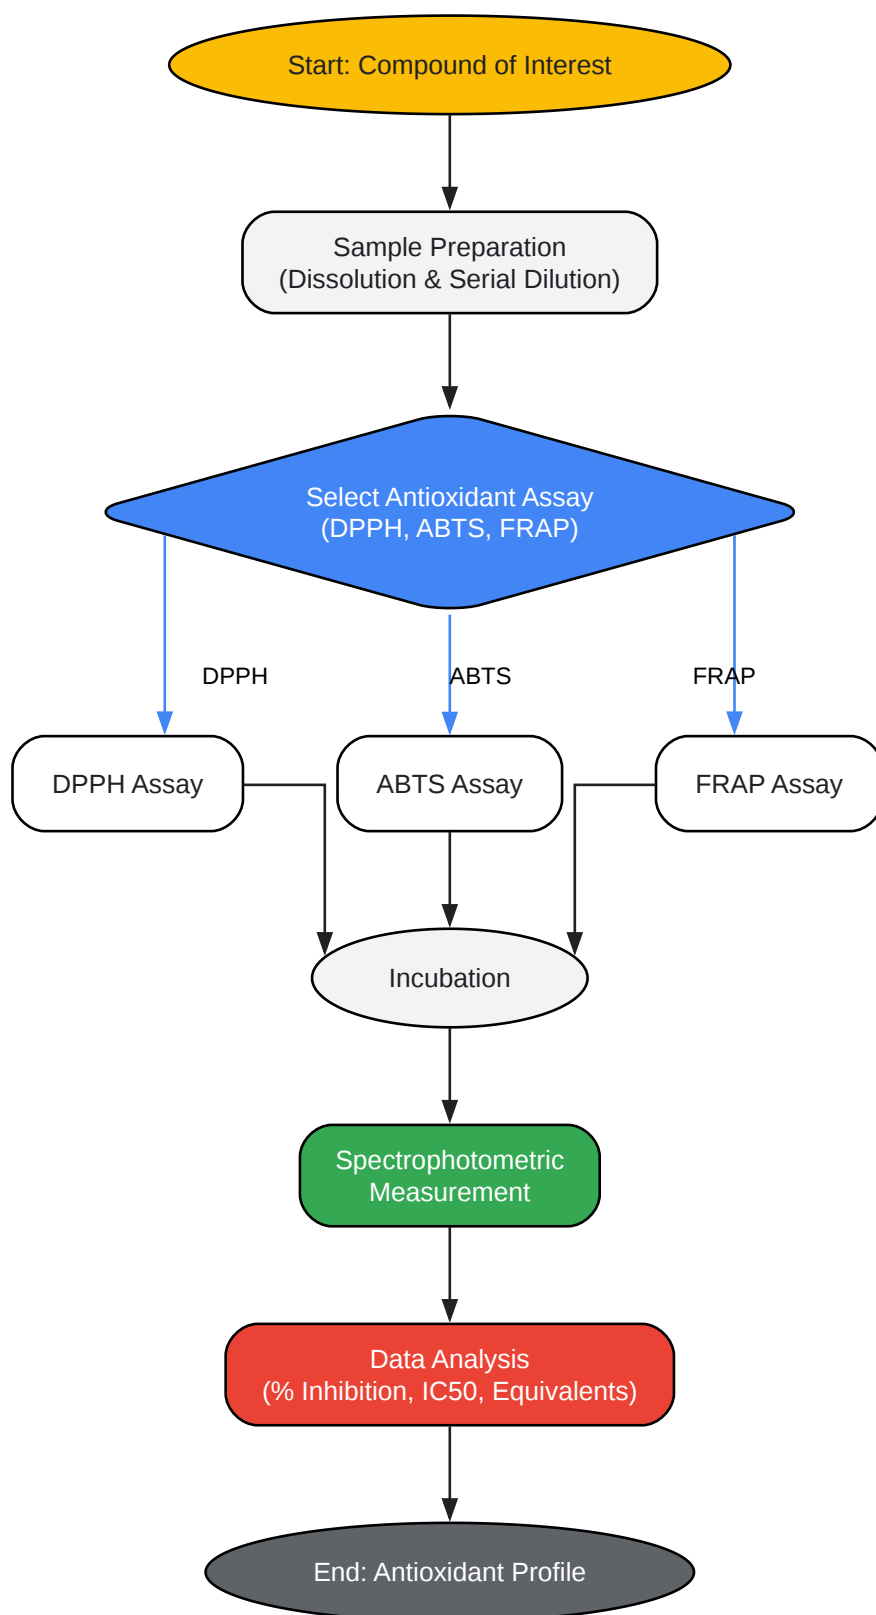 Start: Compound of Interest
Sample Preparation
(Dissolution & Serial Dilution)
Select Antioxidant Assay
(DPPH, ABTS, FRAP)
DPPH
ABTS
FRAP
DPPH Assay
ABTS Assay
FRAP Assay
Incubation
Spectrophotometric
Measurement
Data Analysis
(% Inhibition, IC50, Equivalents)
End: Antioxidant Profile